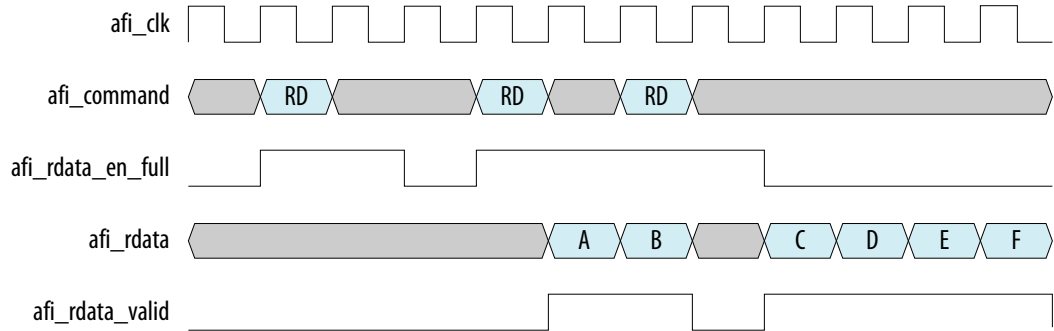 afi_clk
afi_command RD RD RD
afi_rdata_en_full
afi_rdata A B C D E F
afi_rdata_valid